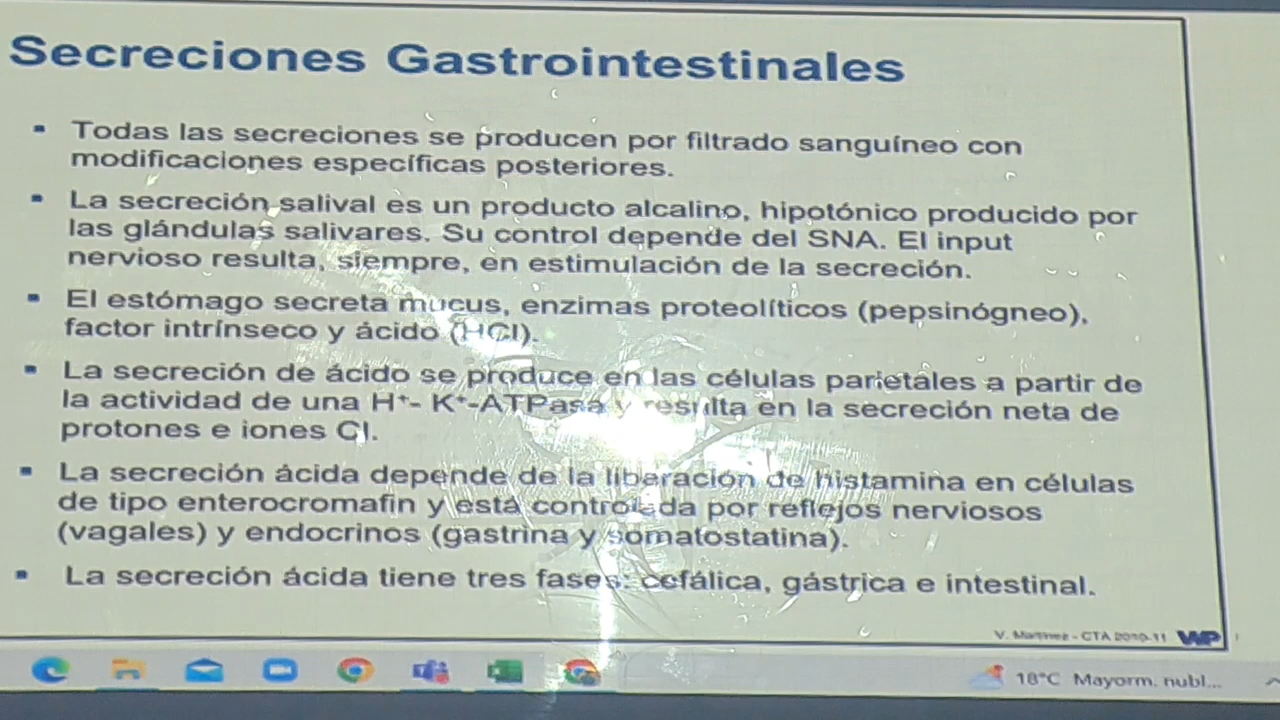 Secreciones Gastrointestinales
▪ Todas las secreciones se producen por filtrado sanguíneo con
modificaciones específicas posteriores.
▪ La secreción salival es un producto alcalino, hipotónico producido por
las glándulas salivares. Su control depende del SNA. El input
nervioso resulta, siempre, en estimulación de la secreción.
▪ El estómago secreta mucus, enzimas proteolíticos (pepsinógneo),
factor intrínseco y ácido (HCl).
▪ La secreción de ácido se produce en las células parietales a partir de
la actividad de una H⁺- K⁺-ATPasa y resulta en la secreción neta de
protones e iones Cl.
▪ La secreción ácida depende de la liberación de histamina en células
de tipo enterocromafin y está controlada por reflejos nerviosos
(vagales) y endocrinos (gastrina y somatostatina).
▪ La secreción ácida tiene tres fases: cefálica, gástrica e intestinal.
V. Martinez - CTA 2010-11
18°C Mayorm. nubl...